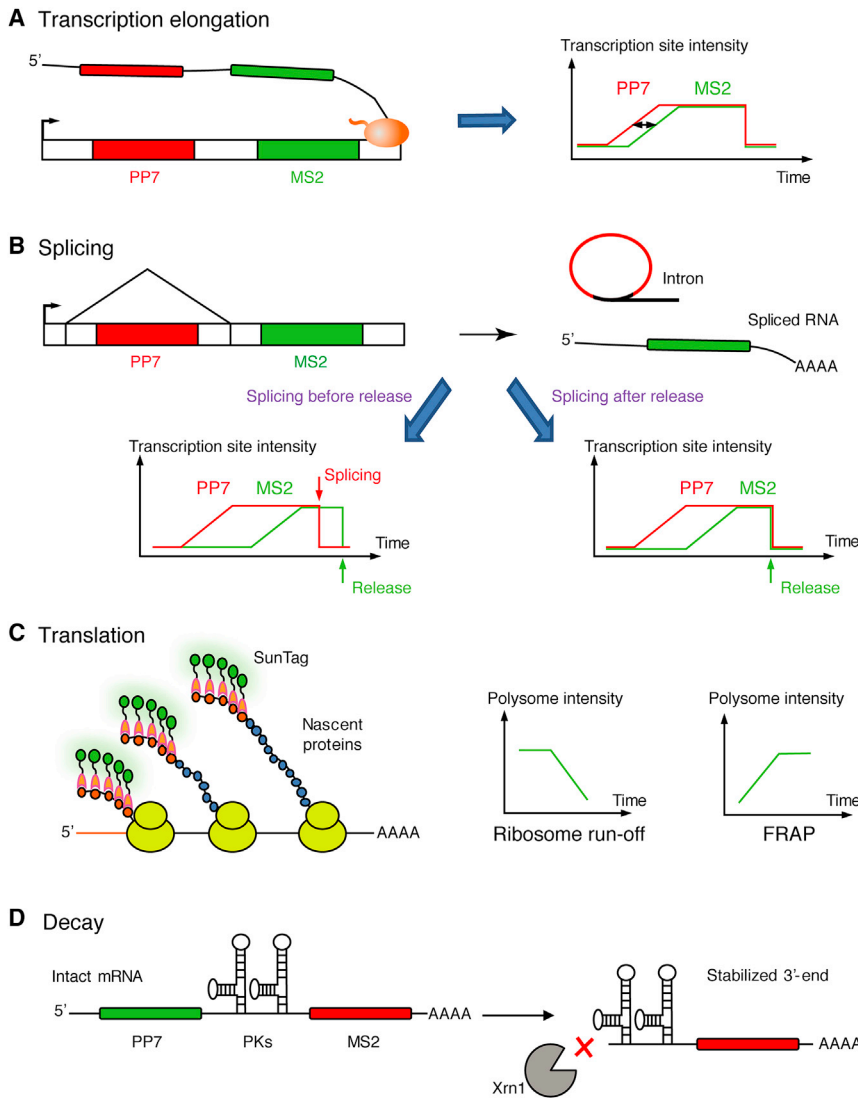 A Transcription elongation
5’
PP7
MS2
Transcription site intensity
PP7
MS2
Time
B Splicing
PP7
MS2
Intron
Spliced RNA
5’
AAAA
Splicing before release
Splicing after release
Transcription site intensity
PP7
MS2
Splicing
Time
Release
Transcription site intensity
PP7
MS2
Time
Release
C Translation
SunTag
Nascent
proteins
5’
AAAA
Polysome intensity
Time
Ribosome run-off
Polysome intensity
Time
FRAP
D Decay
Intact mRNA
5’
AAAA
PP7
PKs
MS2
Stabilized 3’-end
AAAA
Xrn1